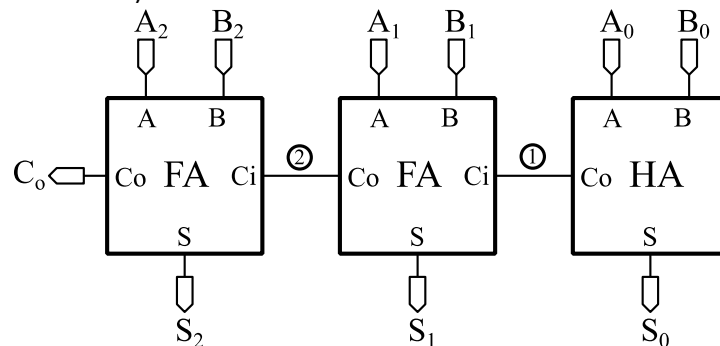 A₂ B₂ A₁ B₁ A₀ B₀
A B A B A B
② ①
Cₒ Co FA Ci Co FA Ci Co HA
S S S
S₂ S₁ S₀